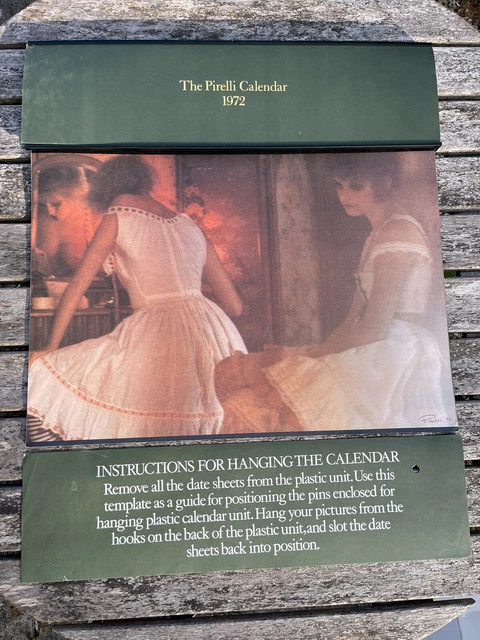 The Pirelli Calendar
1972
INSTRUCTIONS FOR HANGING THE CALENDAR
Remove all the date sheets from the plastic unit. Use this
template as a guide for positioning the pins enclosed for
hanging plastic calendar unit. Hang your pictures from the
hooks on the back of the plastic unit, and slot the date
sheets back into position.